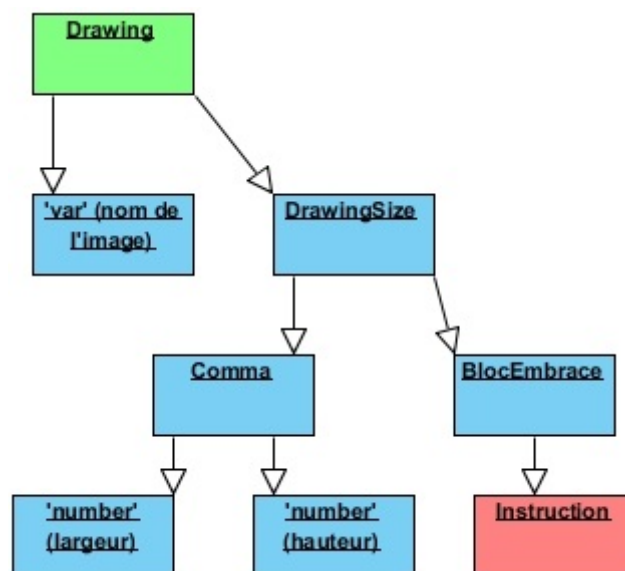 Drawing
'var' (nom de
l'image)
DrawingSize
Comma
BlocEmbrace
'number'
(largeur)
'number'
(hauteur)
Instruction